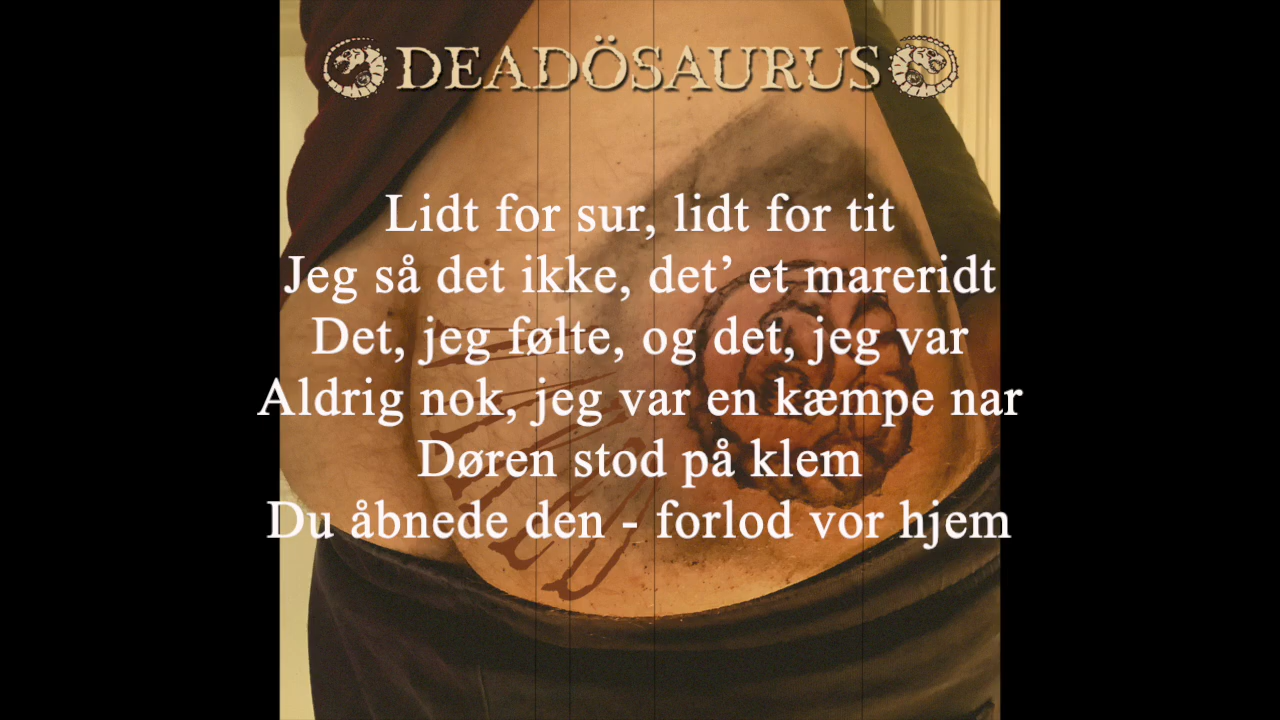 DEADÖSAURUS
Lidt for sur, lidt for tit
Jeg så det ikke, det’ et mareridt
Det, jeg følte, og det, jeg var
Aldrig nok, jeg var en kæmpe nar
Døren stod på klem
Du åbnede den - forlod vor hjem